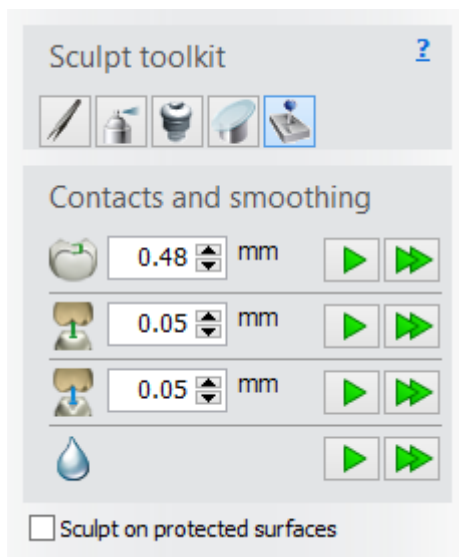 Sculpt toolkit ?
Contacts and smoothing
0.48 mm
0.05 mm
0.05 mm
Sculpt on protected surfaces